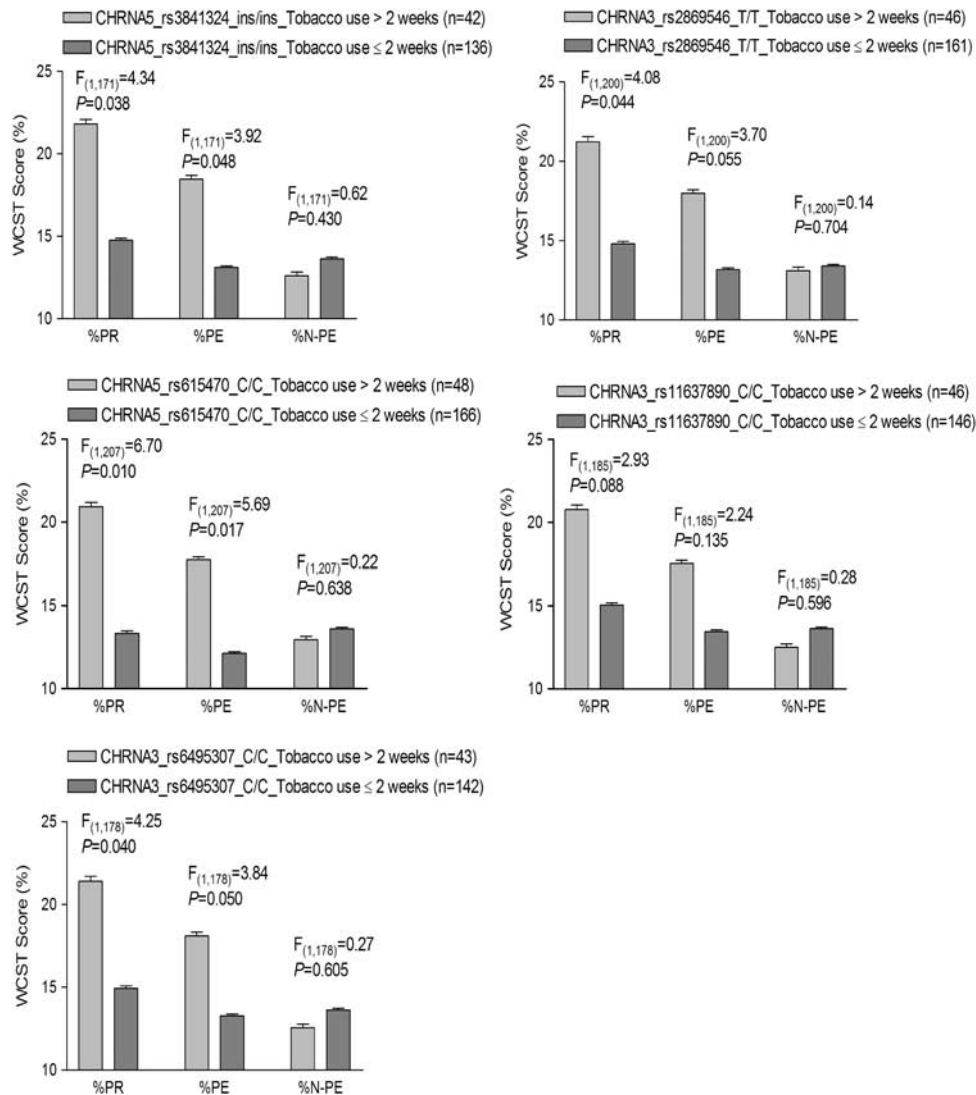 CHRNA5_rs3841324_ins/ins_Tobacco use > 2 weeks (n=42)
CHRNA5_rs3841324_ins/ins_Tobacco use ≤ 2 weeks (n=136)
25
20
15
10
WCST Score (%)
F(1,171)=4.34
P=0.038
F(1,171)=3.92
P=0.048
F(1,171)=0.62
P=0.430
%PR
%PE
%N-PE
CHRNA3_rs2869546_T/T_Tobacco use > 2 weeks (n=46)
CHRNA3_rs2869546_T/T_Tobacco use ≤ 2 weeks (n=161)
25
20
15
10
WCST Score (%)
F(1,200)=4.08
P=0.044
F(1,200)=3.70
P=0.055
F(1,200)=0.14
P=0.704
%PR
%PE
%N-PE
CHRNA5_rs615470_C/C_Tobacco use > 2 weeks (n=48)
CHRNA5_rs615470_C/C_Tobacco use ≤ 2 weeks (n=166)
25
20
15
10
WCST Score (%)
F(1,207)=6.70
P=0.010
F(1,207)=5.69
P=0.017
F(1,207)=0.22
P=0.638
%PR
%PE
%N-PE
CHRNA3_rs11637890_C/C_Tobacco use > 2 weeks (n=46)
CHRNA3_rs11637890_C/C_Tobacco use ≤ 2 weeks (n=146)
25
20
15
10
WCST Score (%)
F(1,185)=2.93
P=0.088
F(1,185)=2.24
P=0.135
F(1,185)=0.28
P=0.596
%PR
%PE
%N-PE
CHRNA3_rs6495307_C/C_Tobacco use > 2 weeks (n=43)
CHRNA3_rs6495307_C/C_Tobacco use ≤ 2 weeks (n=142)
25
20
15
10
WCST Score (%)
F(1,178)=4.25
P=0.040
F(1,178)=3.84
P=0.050
F(1,178)=0.27
P=0.605
%PR
%PE
%N-PE